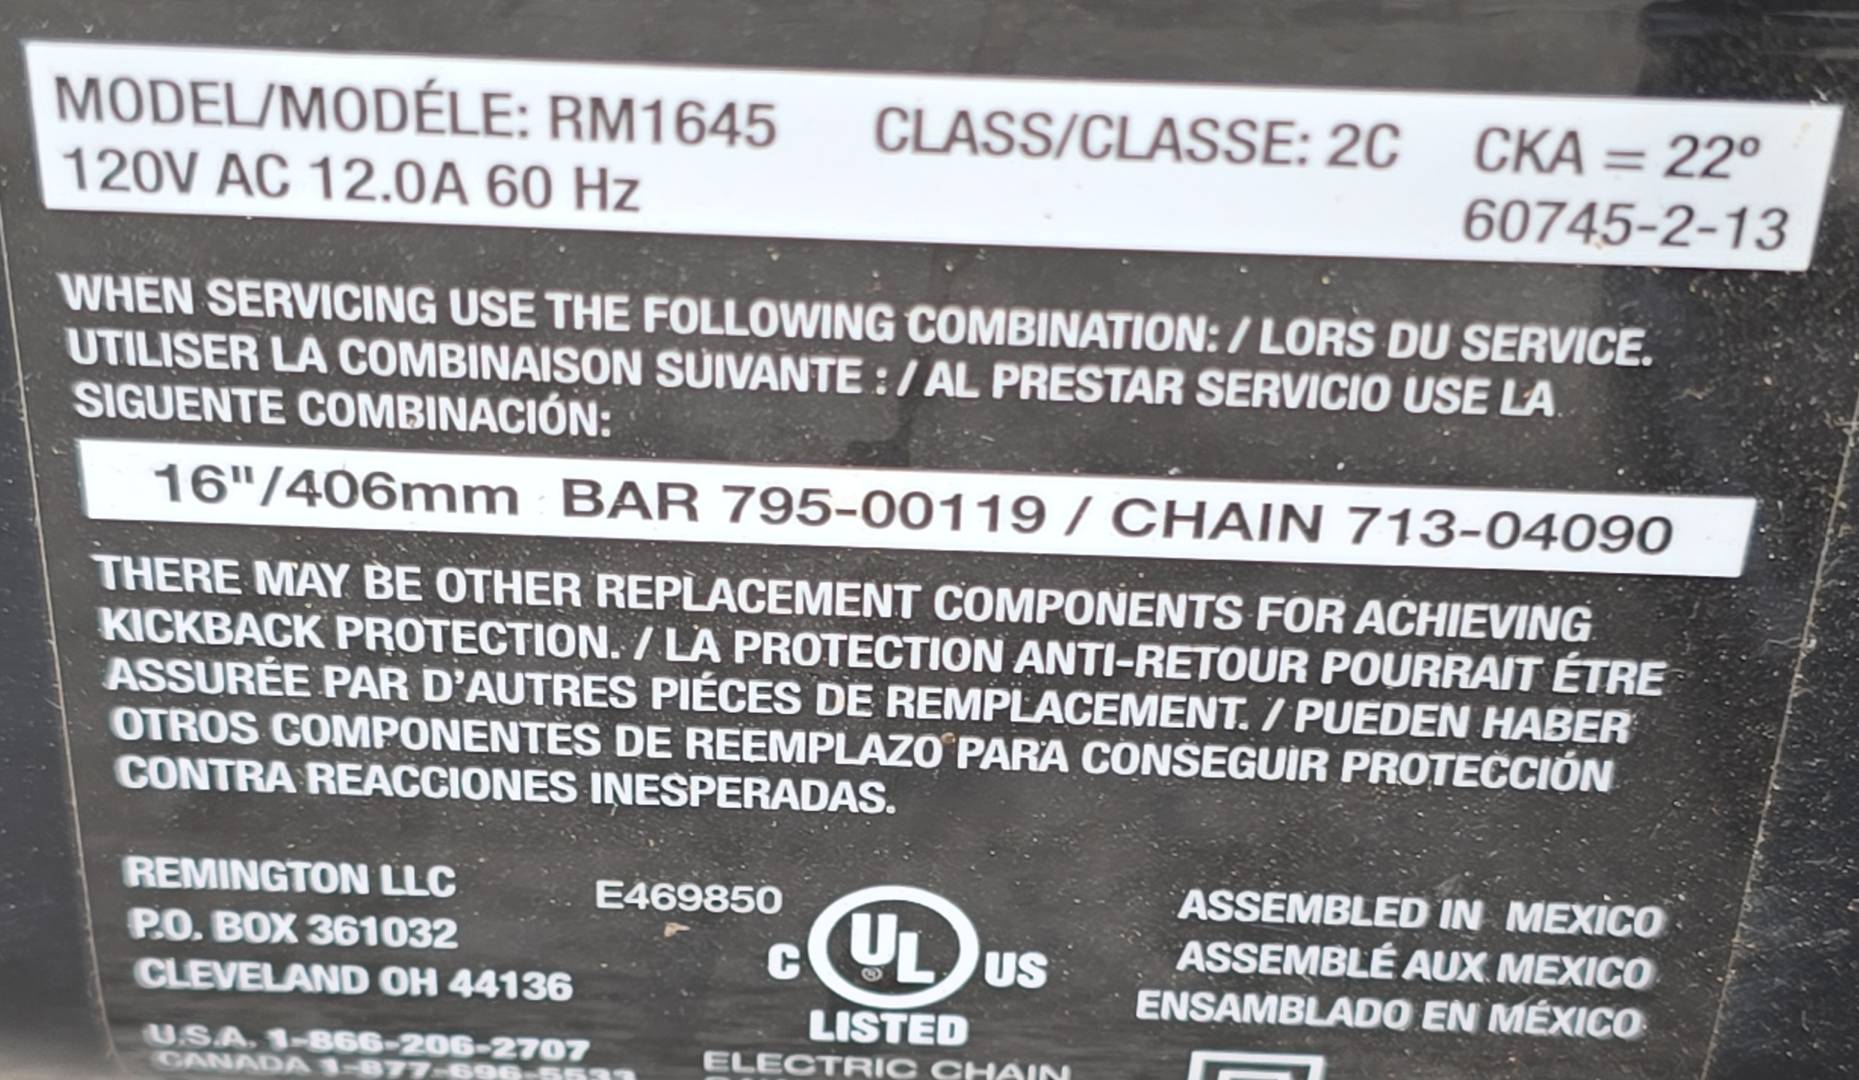 MODEL/MODÉLE: RM1645 CLASS/CLASSE: 2C CKA = 22º
120V AC 12.0A 60 Hz 60745-2-13
WHEN SERVICING USE THE FOLLOWING COMBINATION: / LORS DU SERVICE.
UTILISER LA COMBINAISON SUIVANTE : / AL PRESTAR SERVICIO USE LA
SIGUENTE COMBINACIÓN:
16"/406mm BAR 795-00119 / CHAIN 713-04090
THERE MAY BE OTHER REPLACEMENT COMPONENTS FOR ACHIEVING
KICKBACK PROTECTION. / LA PROTECTION ANTI-RETOUR POURRAIT ÉTRE
ASSURÉE PAR D'AUTRES PIÉCES DE REMPLACEMENT. / PUEDEN HABER
OTROS COMPONENTES DE REEMPLAZO PARA CONSEGUIR PROTECCIÓN
CONTRA REACCIONES INESPERADAS.
REMINGTON LLC
P.O. BOX 361032
CLEVELAND OH 44136
U.S.A. 1-866-206-2707
CANADA 1-877-696-5533
E469850
C UL ® US
LISTED
ELECTRIC CHAIN
ASSEMBLED IN MEXICO
ASSEMBLÉ AUX MEXICO
ENSAMBLADO EN MÉXICO